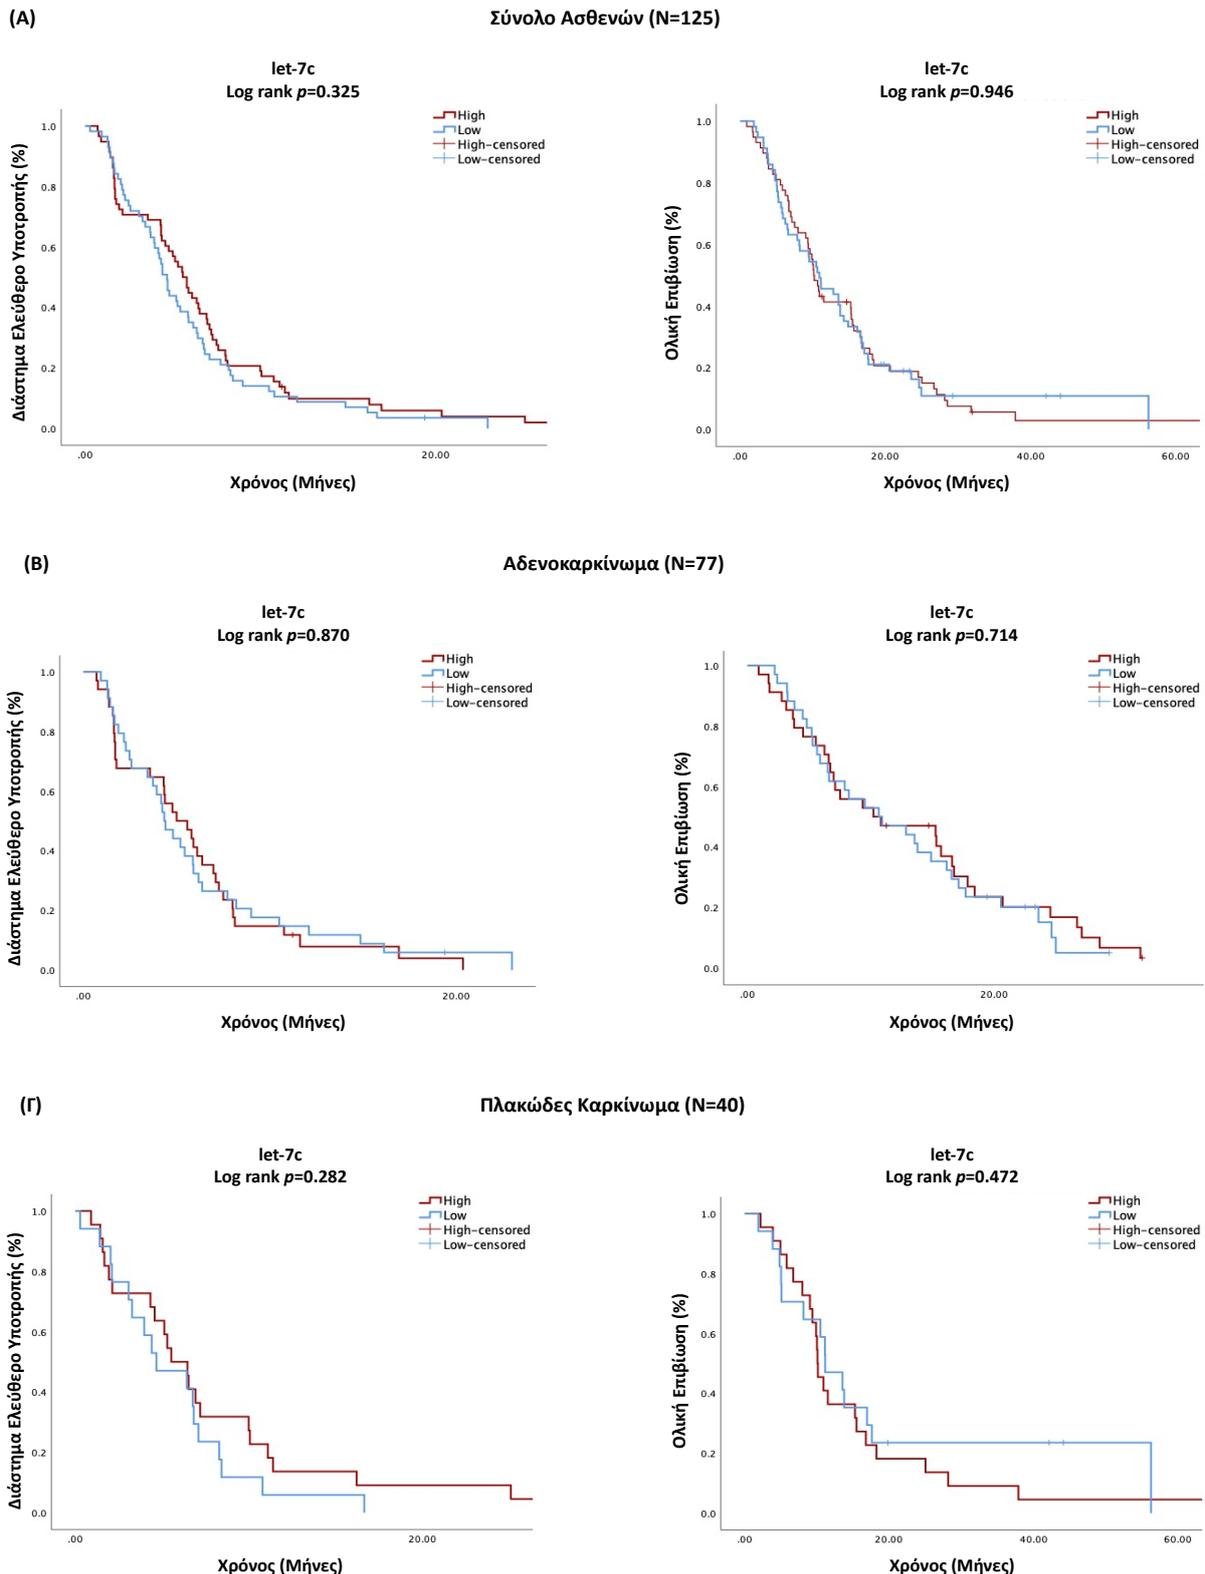 (Α)
Σύνολο Ασθενών (Ν=125)
let-7c
Log rank p=0.325
High
Low
High-censored
Low-censored
Διάστημα Ελεύθερο Υποτροπής (%)
1.0
0.8
0.6
0.4
0.2
0.0
.00
20.00
Χρόνος (Μήνες)
let-7c
Log rank p=0.946
High
Low
High-censored
Low-censored
Ολική Επιβίωση (%)
1.0
0.8
0.6
0.4
0.2
0.0
.00
20.00
40.00
60.00
Χρόνος (Μήνες)
(Β)
Αδενοκαρκίνωμα (Ν=77)
let-7c
Log rank p=0.870
High
Low
High-censored
Low-censored
Διάστημα Ελεύθερο Υποτροπής (%)
1.0
0.8
0.6
0.4
0.2
0.0
.00
20.00
Χρόνος (Μήνες)
let-7c
Log rank p=0.714
High
Low
High-censored
Low-censored
Ολική Επιβίωση (%)
1.0
0.8
0.6
0.4
0.2
0.0
.00
20.00
Χρόνος (Μήνες)
(Γ)
Πλακώδες Καρκίνωμα (Ν=40)
let-7c
Log rank p=0.282
High
Low
High-censored
Low-censored
Διάστημα Ελεύθερο Υποτροπής (%)
1.0
0.8
0.6
0.4
0.2
0.0
.00
20.00
Χρόνος (Μήνες)
let-7c
Log rank p=0.472
High
Low
High-censored
Low-censored
Ολική Επιβίωση (%)
1.0
0.8
0.6
0.4
0.2
0.0
.00
20.00
40.00
60.00
Χρόνος (Μήνες)